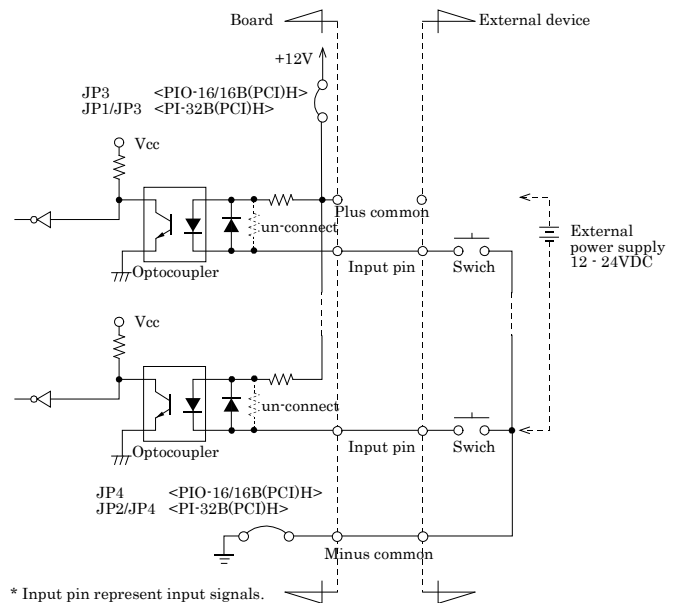 Board
External device
+12V
JP3 <PIO-16/16B(PCI)H>
JP1/JP3 <PI-32B(PCI)H>
Vcc
Plus common
un-connect
External
power supply
12 - 24VDC
Optocoupler
Input pin
Swich
Vcc
un-connect
Optocoupler
Input pin
Swich
JP4 <PIO-16/16B(PCI)H>
JP2/JP4 <PI-32B(PCI)H>
Minus common
* Input pin represent input signals.